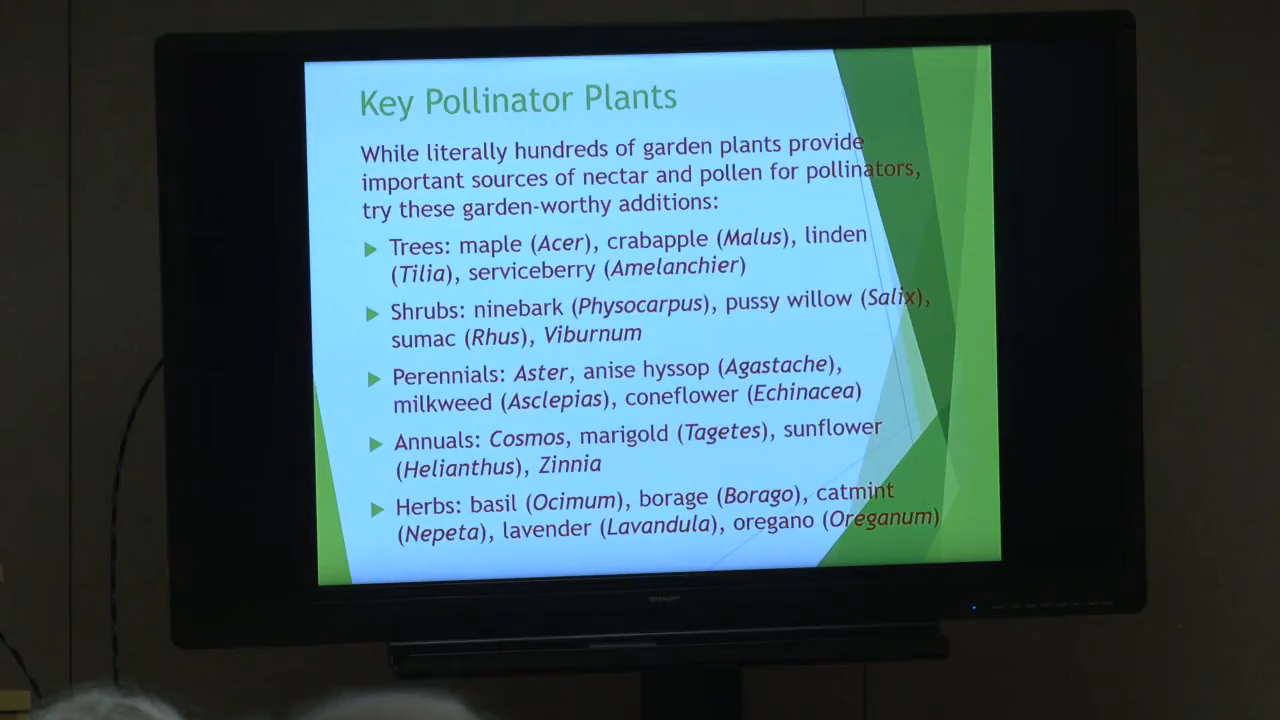 Key Pollinator Plants
While literally hundreds of garden plants provide
important sources of nectar and pollen for pollinators,
try these garden-worthy additions:
Trees: maple (Acer), crabapple (Malus), linden
(Tilia), serviceberry (Amelanchier)
Shrubs: ninebark (Physocarpus), pussy willow (Salix),
sumac (Rhus), Viburnum
Perennials: Aster, anise hyssop (Agastache),
milkweed (Asclepias), coneflower (Echinacea)
Annuals: Cosmos, marigold (Tagetes), sunflower
(Helianthus), Zinnia
Herbs: basil (Ocimum), borage (Borago), catmint
(Nepeta), lavender (Lavandula), oregano (Oreganum)
SHARP